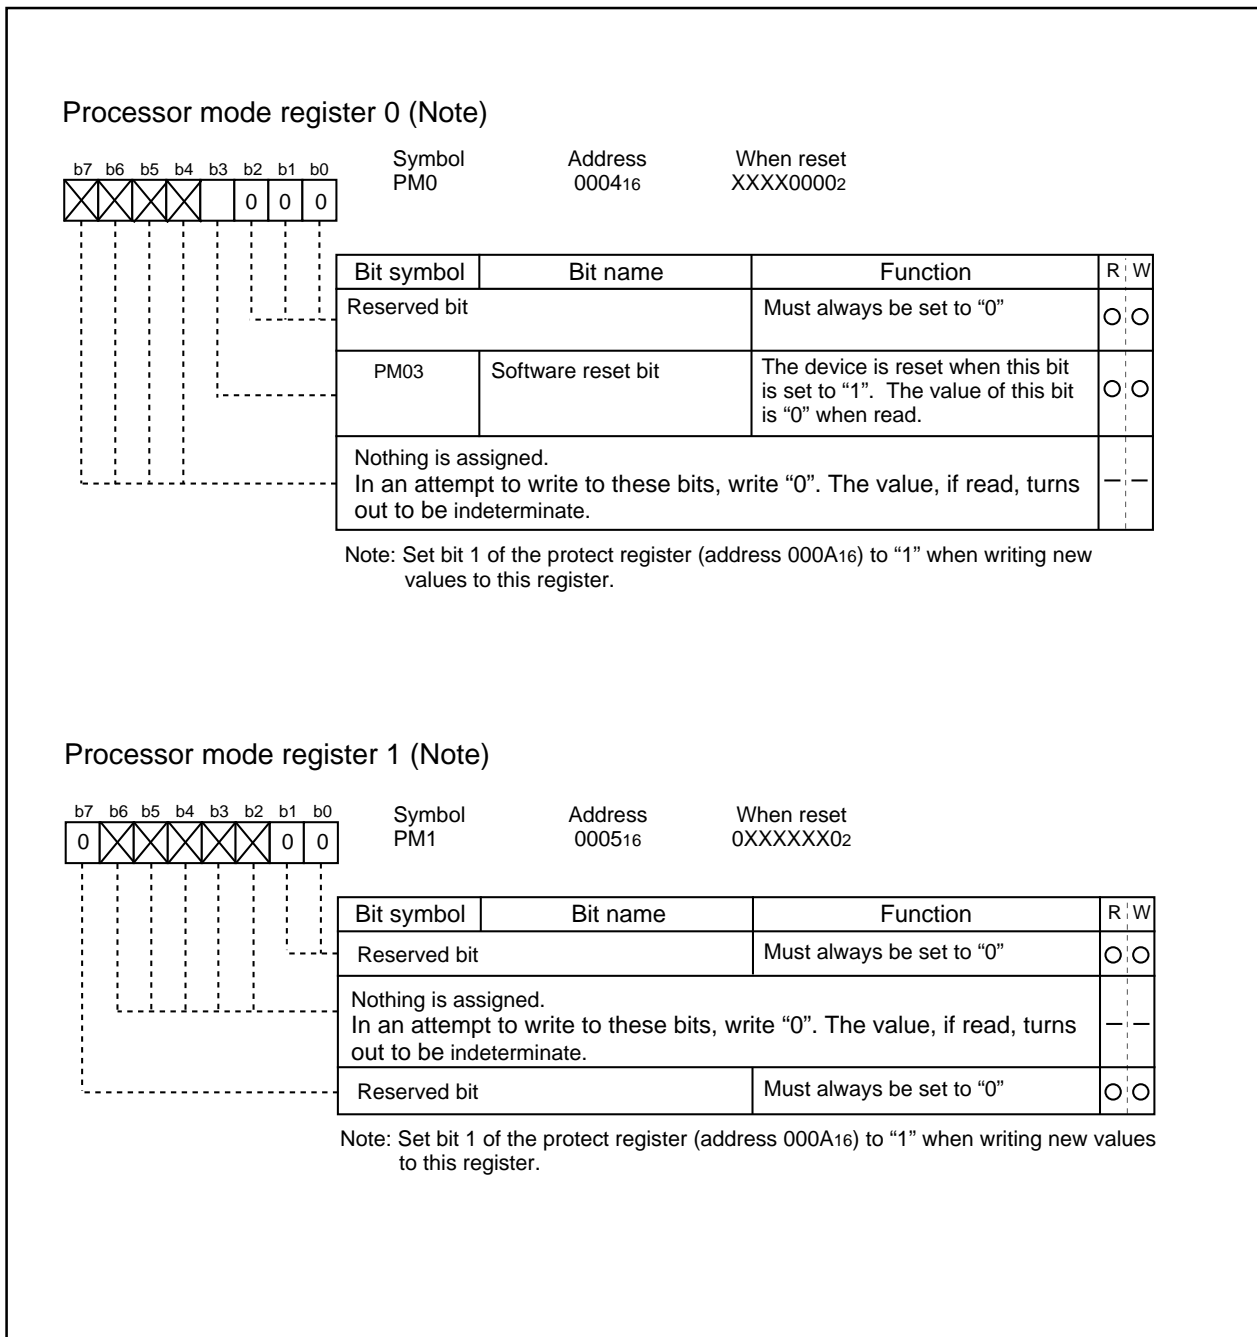 Processor mode register 0 (Note)
b7 b6 b5 b4 b3 b2 b1 b0
0 0 0
Symbol Address When reset
PM0 000416 XXXX00002
Bit symbol Bit name Function R W
Reserved bit Must always be set to “0”
PM03 Software reset bit The device is reset when this bit
is set to “1”. The value of this bit
is “0” when read.
Nothing is assigned.
In an attempt to write to these bits, write “0”. The value, if read, turns
out to be indeterminate.
Note: Set bit 1 of the protect register (address 000A16) to “1” when writing new
values to this register.
Processor mode register 1 (Note)
b7 b6 b5 b4 b3 b2 b1 b0
0 0 0
Symbol Address When reset
PM1 000516 0XXXXXX02
Bit symbol Bit name Function R W
Reserved bit Must always be set to “0”
Nothing is assigned.
In an attempt to write to these bits, write “0”. The value, if read, turns
out to be indeterminate.
Reserved bit Must always be set to “0”
Note: Set bit 1 of the protect register (address 000A16) to “1” when writing new values
to this register.